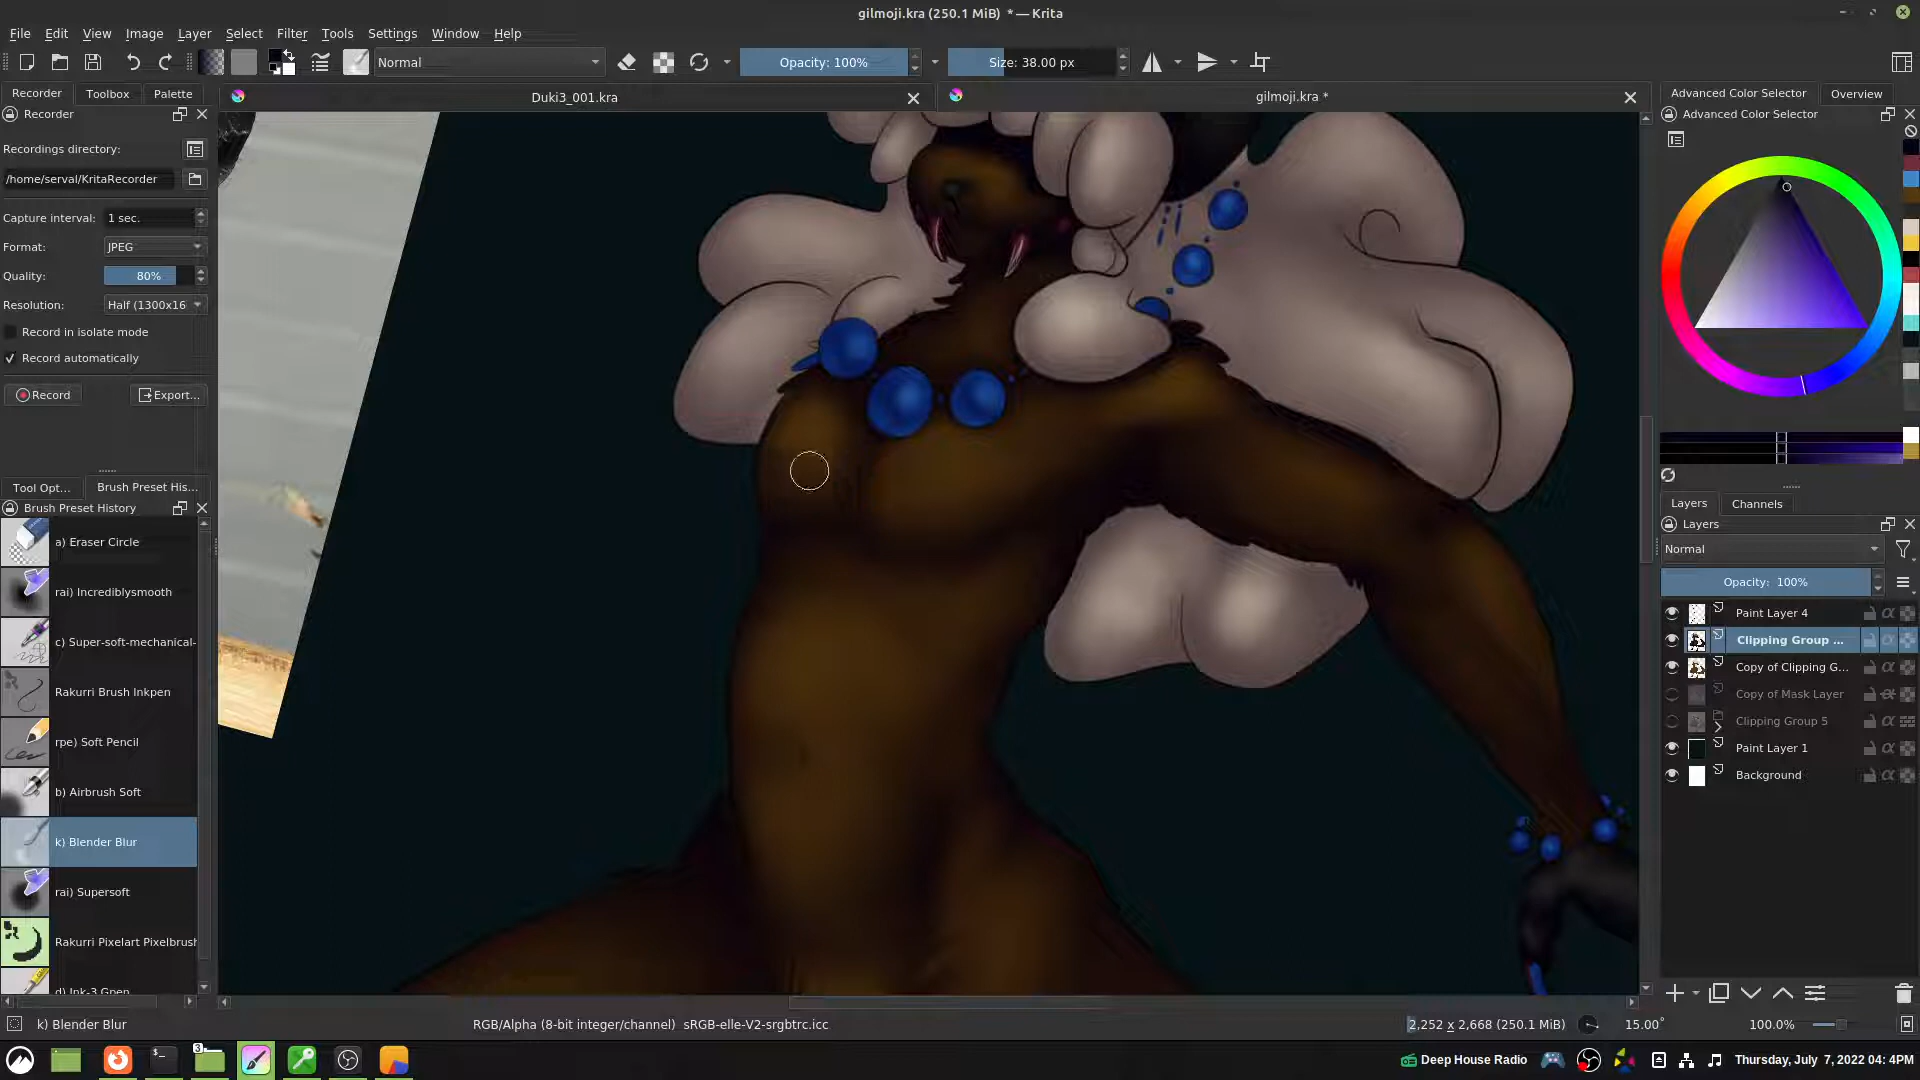 gilmoji.kra (250.1 MiB) * — Krita
File Edit View Image Layer Select Filter Tools Settings Window Help
Normal Opacity: 100% Size: 38.00 px
Recorder Toolbox Palette
Duki3_001.kra
gilmoji.kra *
Advanced Color Selector Overview
Recorder
Advanced Color Selector
Recordings directory:
/home/serval/KritaRecorder
Capture interval: 1 sec.
Format: JPEG
Quality: 80%
Resolution: Half (1300x16
Record in isolate mode
Record automatically
Record Export...
Tool Opt... Brush Preset His...
Brush Preset History
a) Eraser Circle
rai) Incrediblysmooth
c) Super-soft-mechanical-
Rakurri Brush Inkpen
rpe) Soft Pencil
b) Airbrush Soft
k) Blender Blur
rai) Supersoft
Rakurri Pixelart Pixelbrush
d) Ink-3 Gpen
Layers Channels
Layers
Normal
Opacity: 100%
Paint Layer 4
Clipping Group ...
Copy of Clipping G...
Copy of Mask Layer
Clipping Group 5
Paint Layer 1
Background
k) Blender Blur
RGB/Alpha (8-bit integer/channel) sRGB-elle-V2-srgbtrc.icc
2,252 x 2,668 (250.1 MiB)
15.00°
100.0%
3
Deep House Radio
Thursday, July 7, 2022 04: 4PM